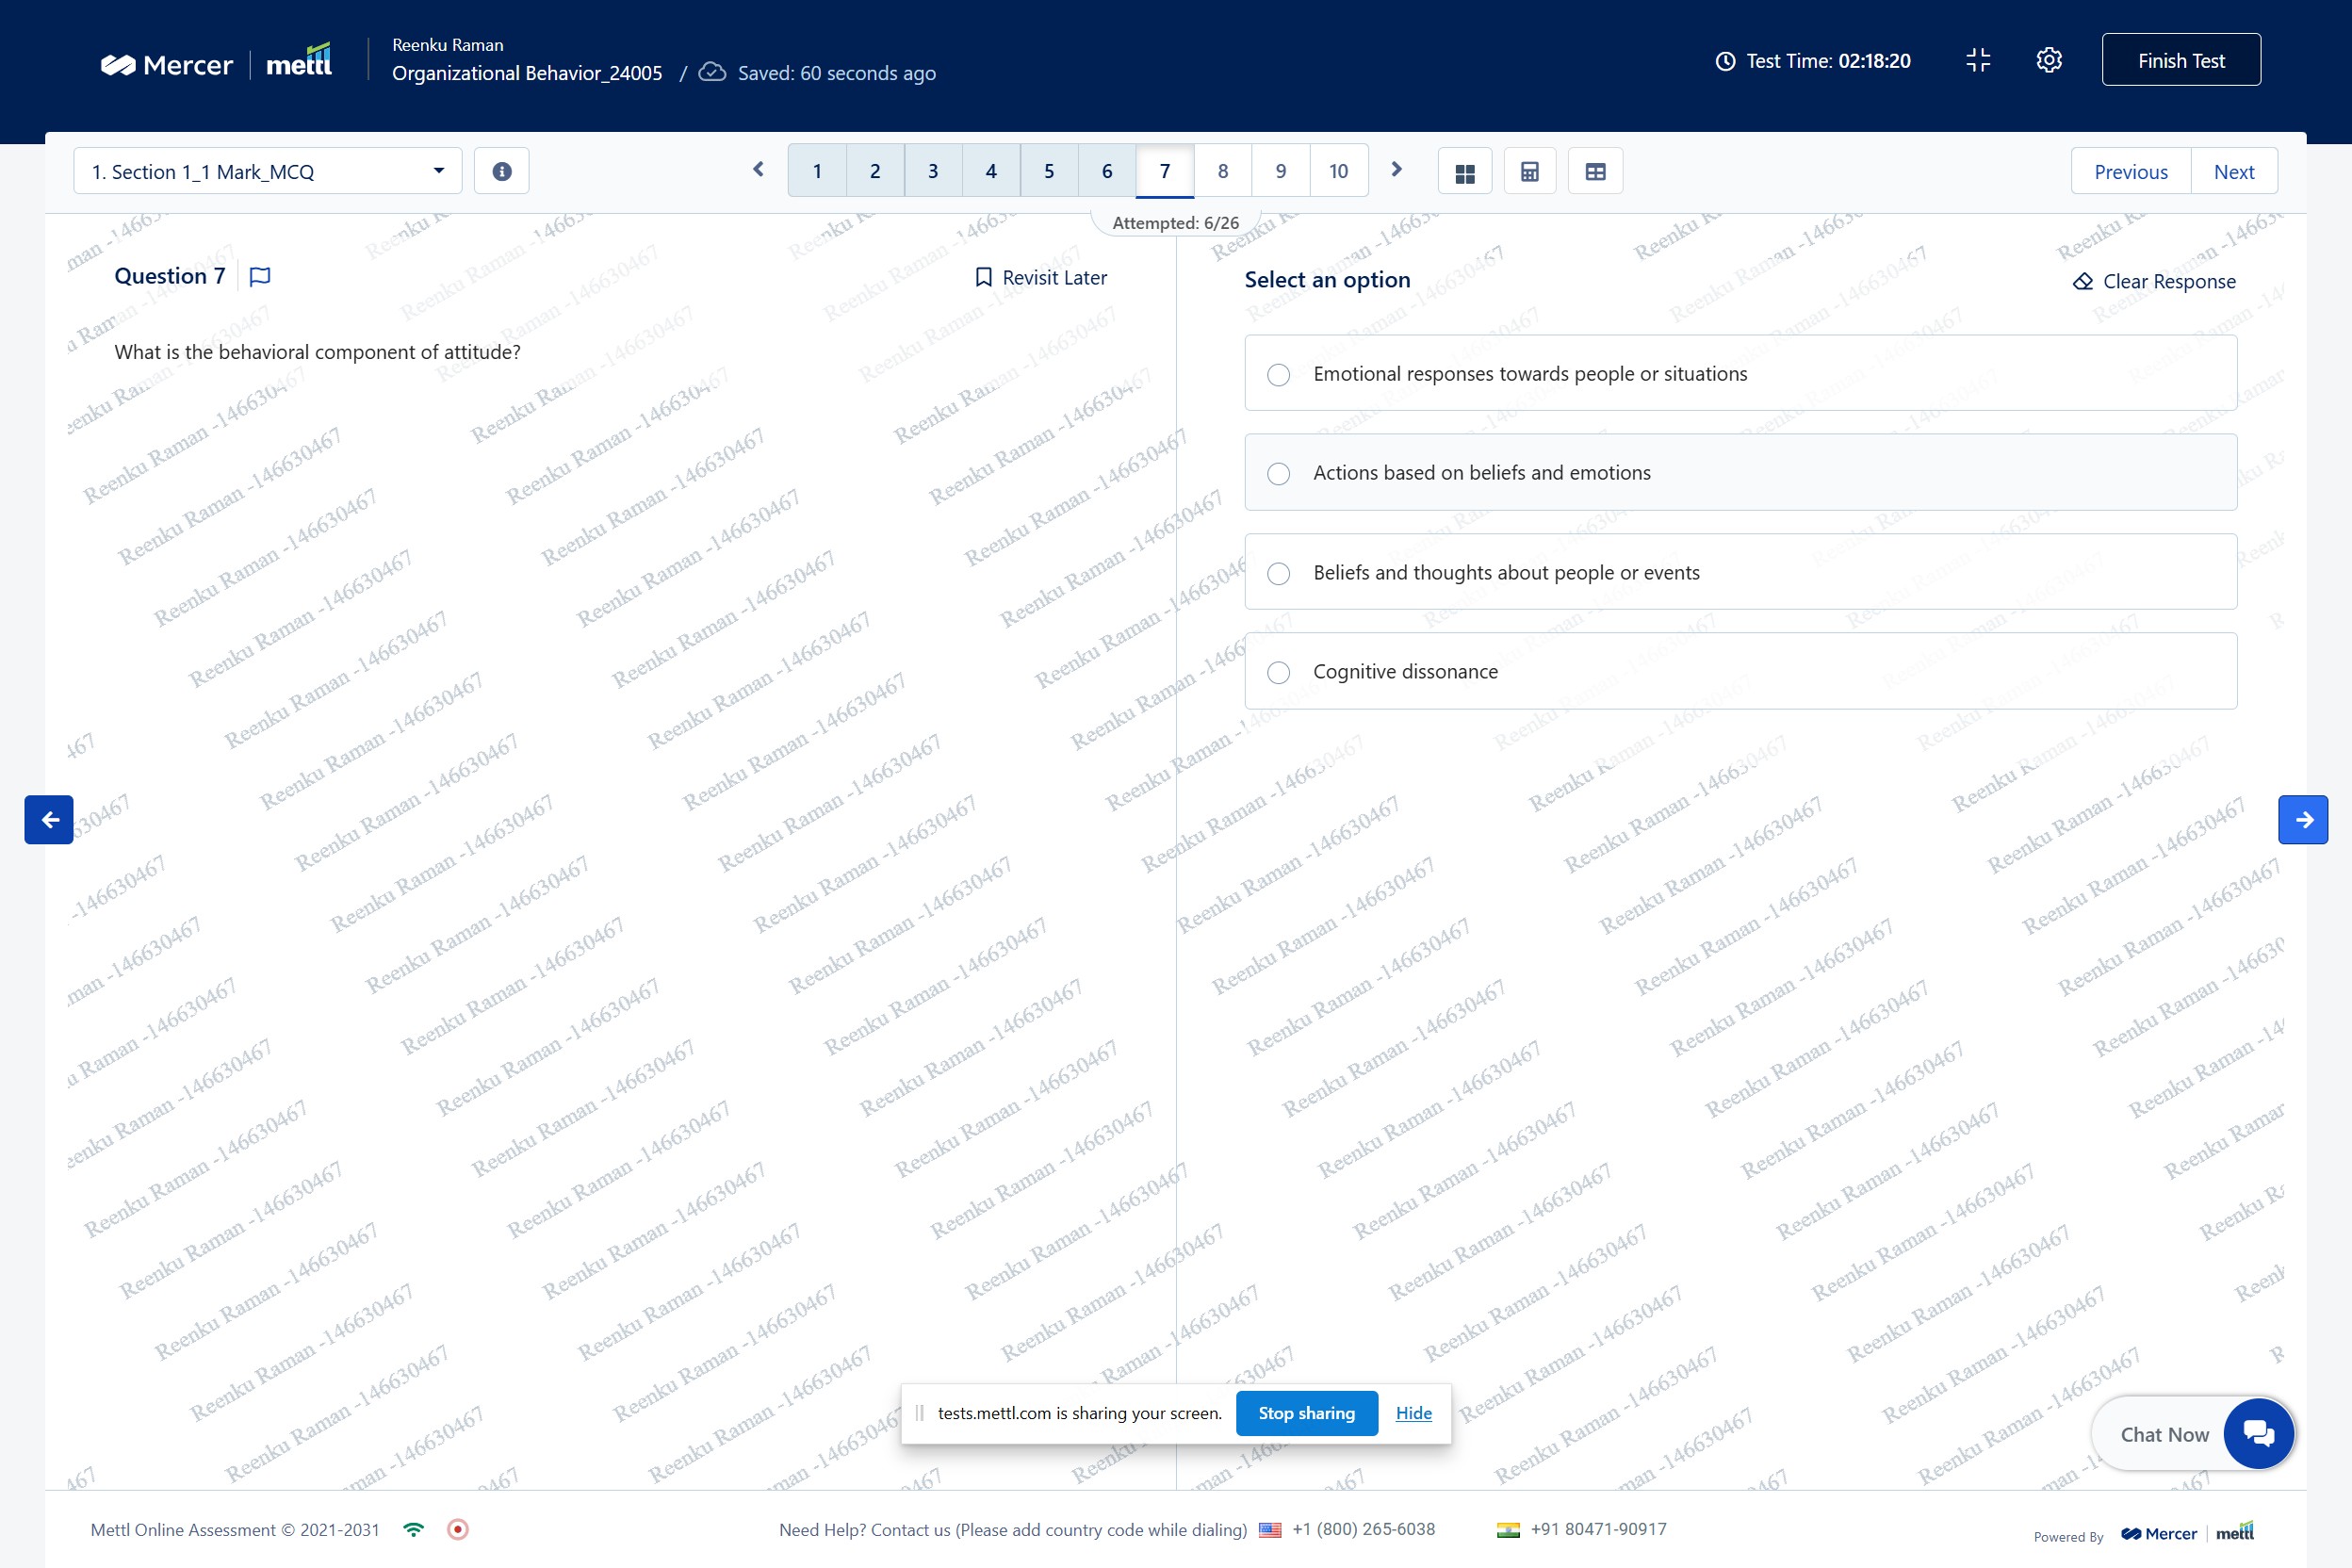 Mercer | mettl
Reenku Raman
Organizational Behavior_24005 / Saved: 60 seconds ago
Test Time: 02:18:20
Finish Test
1. Section 1_1 Mark_MCQ
1 2 3 4 5 6 7 8 9 10
Previous Next
Attempted: 6/26
Question 7
Revisit Later
What is the behavioral component of attitude?
Select an option
Clear Response
Emotional responses towards people or situations
Actions based on beliefs and emotions
Beliefs and thoughts about people or events
Cognitive dissonance
Reenku Raman -146630467
tests.mettl.com is sharing your screen. Stop sharing Hide
Chat Now
Mettl Online Assessment © 2021-2031
Need Help? Contact us (Please add country code while dialing) +1 (800) 265-6038 +91 80471-90917
Powered By Mercer | mettl